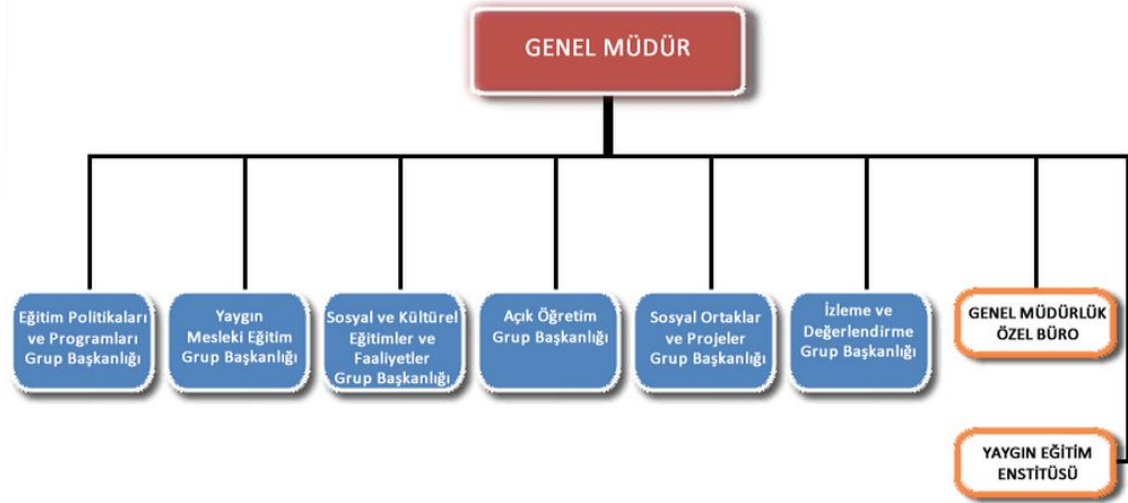 GENEL MÜDÜR
Eğitim Politikaları
ve Programları
Grup Başkanlığı
Yaygın
Mesleki Eğitim
Grup Başkanlığı
Sosyal ve Kültürel
Eğitimler ve
Faaliyetler
Grup Başkanlığı
Açık Öğretim
Grup Başkanlığı
Sosyal Ortaklar
ve Projeler
Grup Başkanlığı
İzleme ve
Değerlendirme
Grup Başkanlığı
GENEL MÜDÜRLÜK
ÖZEL BÜRO
YAYGIN EĞİTİM
ENSTİTÜSÜ